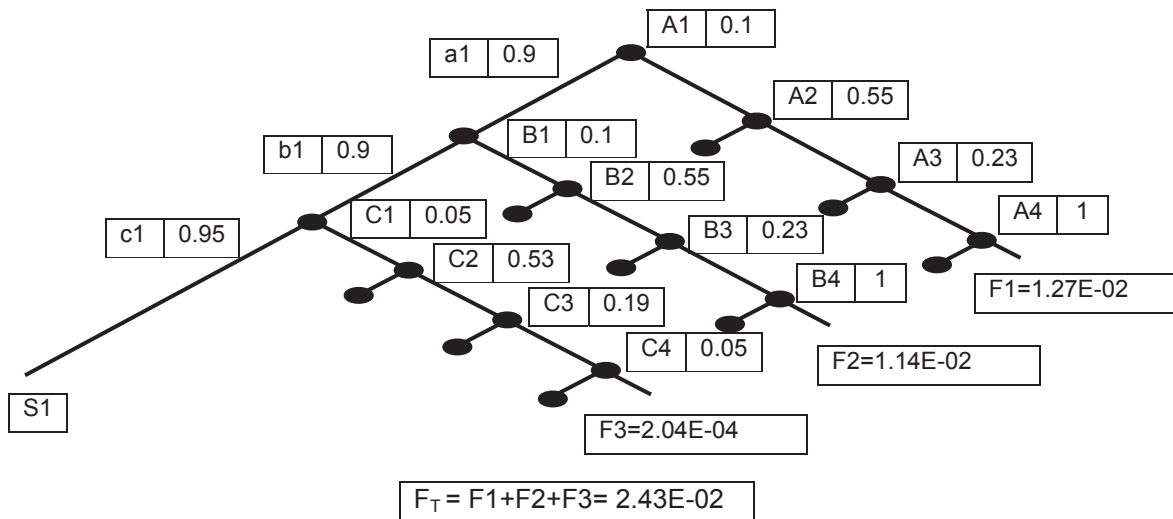 A1 0.1
a1 0.9
A2 0.55
b1 0.9
B1 0.1
A3 0.23
B2 0.55
c1 0.95
C1 0.05
B3 0.23
A4 1
C2 0.53
B4 1
F1=1.27E-02
C3 0.19
C4 0.05
F2=1.14E-02
S1
F3=2.04E-04
F_T = F1+F2+F3= 2.43E-02